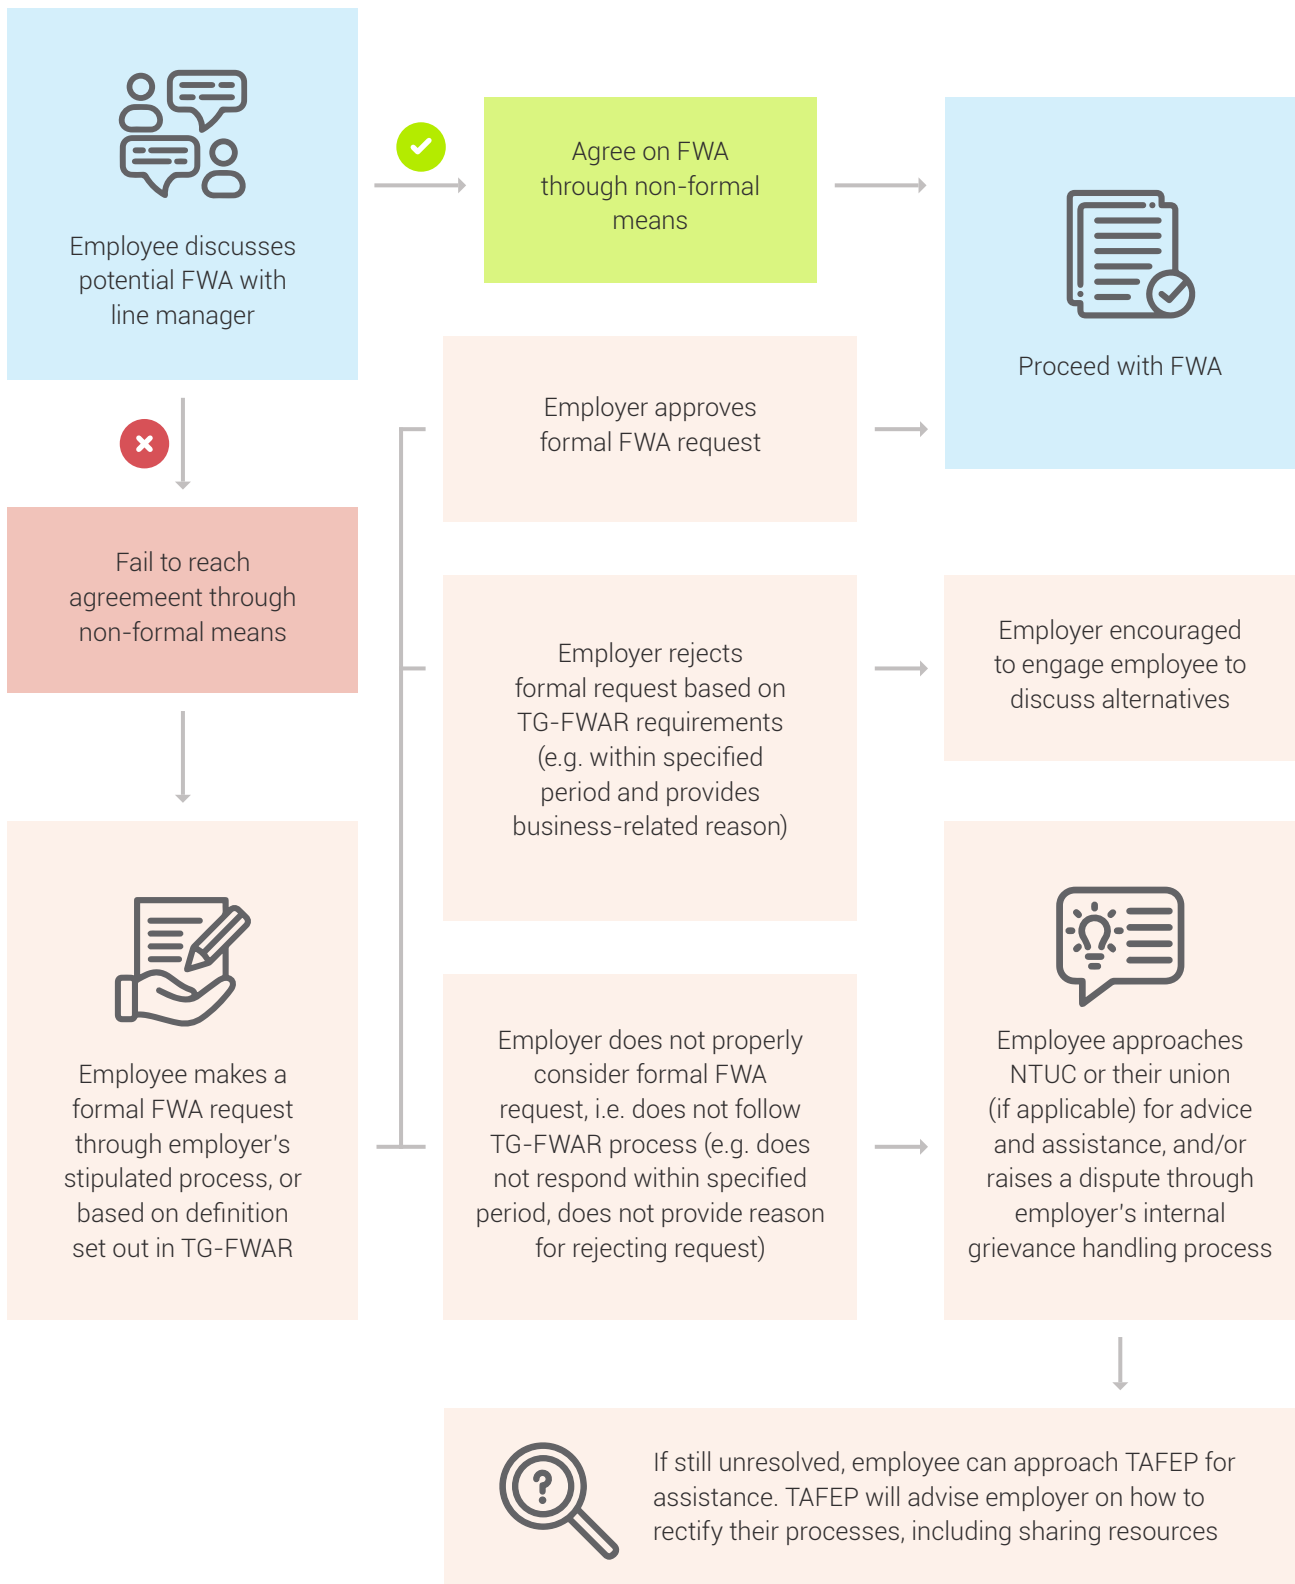 Employee discusses
potential FWA with
line manager
Agree on FWA
through non-formal
means
Proceed with FWA
Employer approves
formal FWA request
Fail to reach
agreemeent through
non-formal means
Employer rejects
formal request based on
TG-FWAR requirements
(e.g. within specified
period and provides
business-related reason)
Employer encouraged
to engage employee to
discuss alternatives
Employee makes a
formal FWA request
through employer's
stipulated process, or
based on definition
set out in TG-FWAR
Employer does not properly
consider formal FWA
request, i.e. does not follow
TG-FWAR process (e.g. does
not respond within specified
period, does not provide reason
for rejecting request)
Employee approaches
NTUC or their union
(if applicable) for advice
and assistance, and/or
raises a dispute through
employer's internal
grievance handling process
?
If still unresolved, employee can approach TAFEP for
assistance. TAFEP will advise employer on how to
rectify their processes, including sharing resources